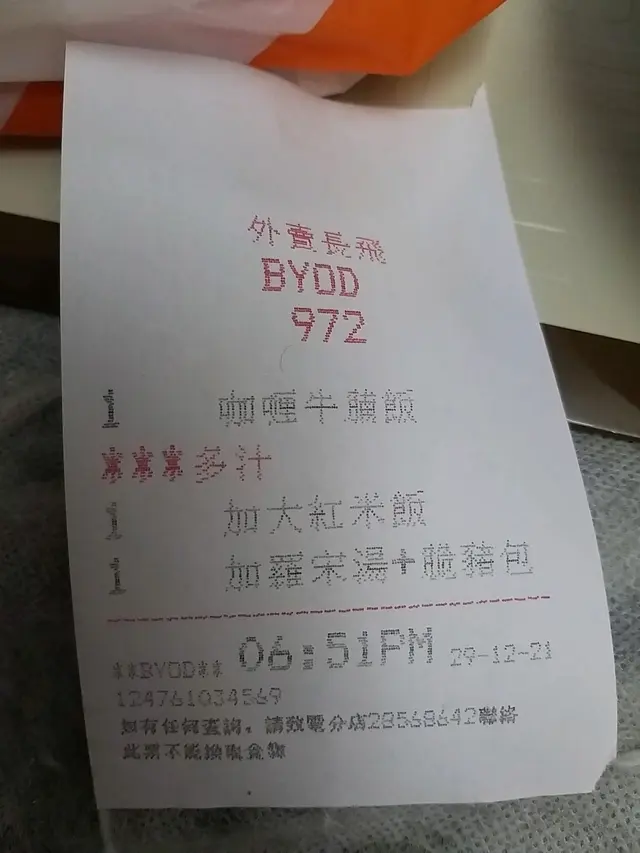 外賣長飛
BYOD
972
1 咖喱牛腩飯
***多汁
1 加大紅米飯
1 加羅宋湯+脆豬包
**BYOD** 06:51PM 29-12-21
124761034569
如有任何查詢，請致電分店28568642聯絡
此票不能換取食物